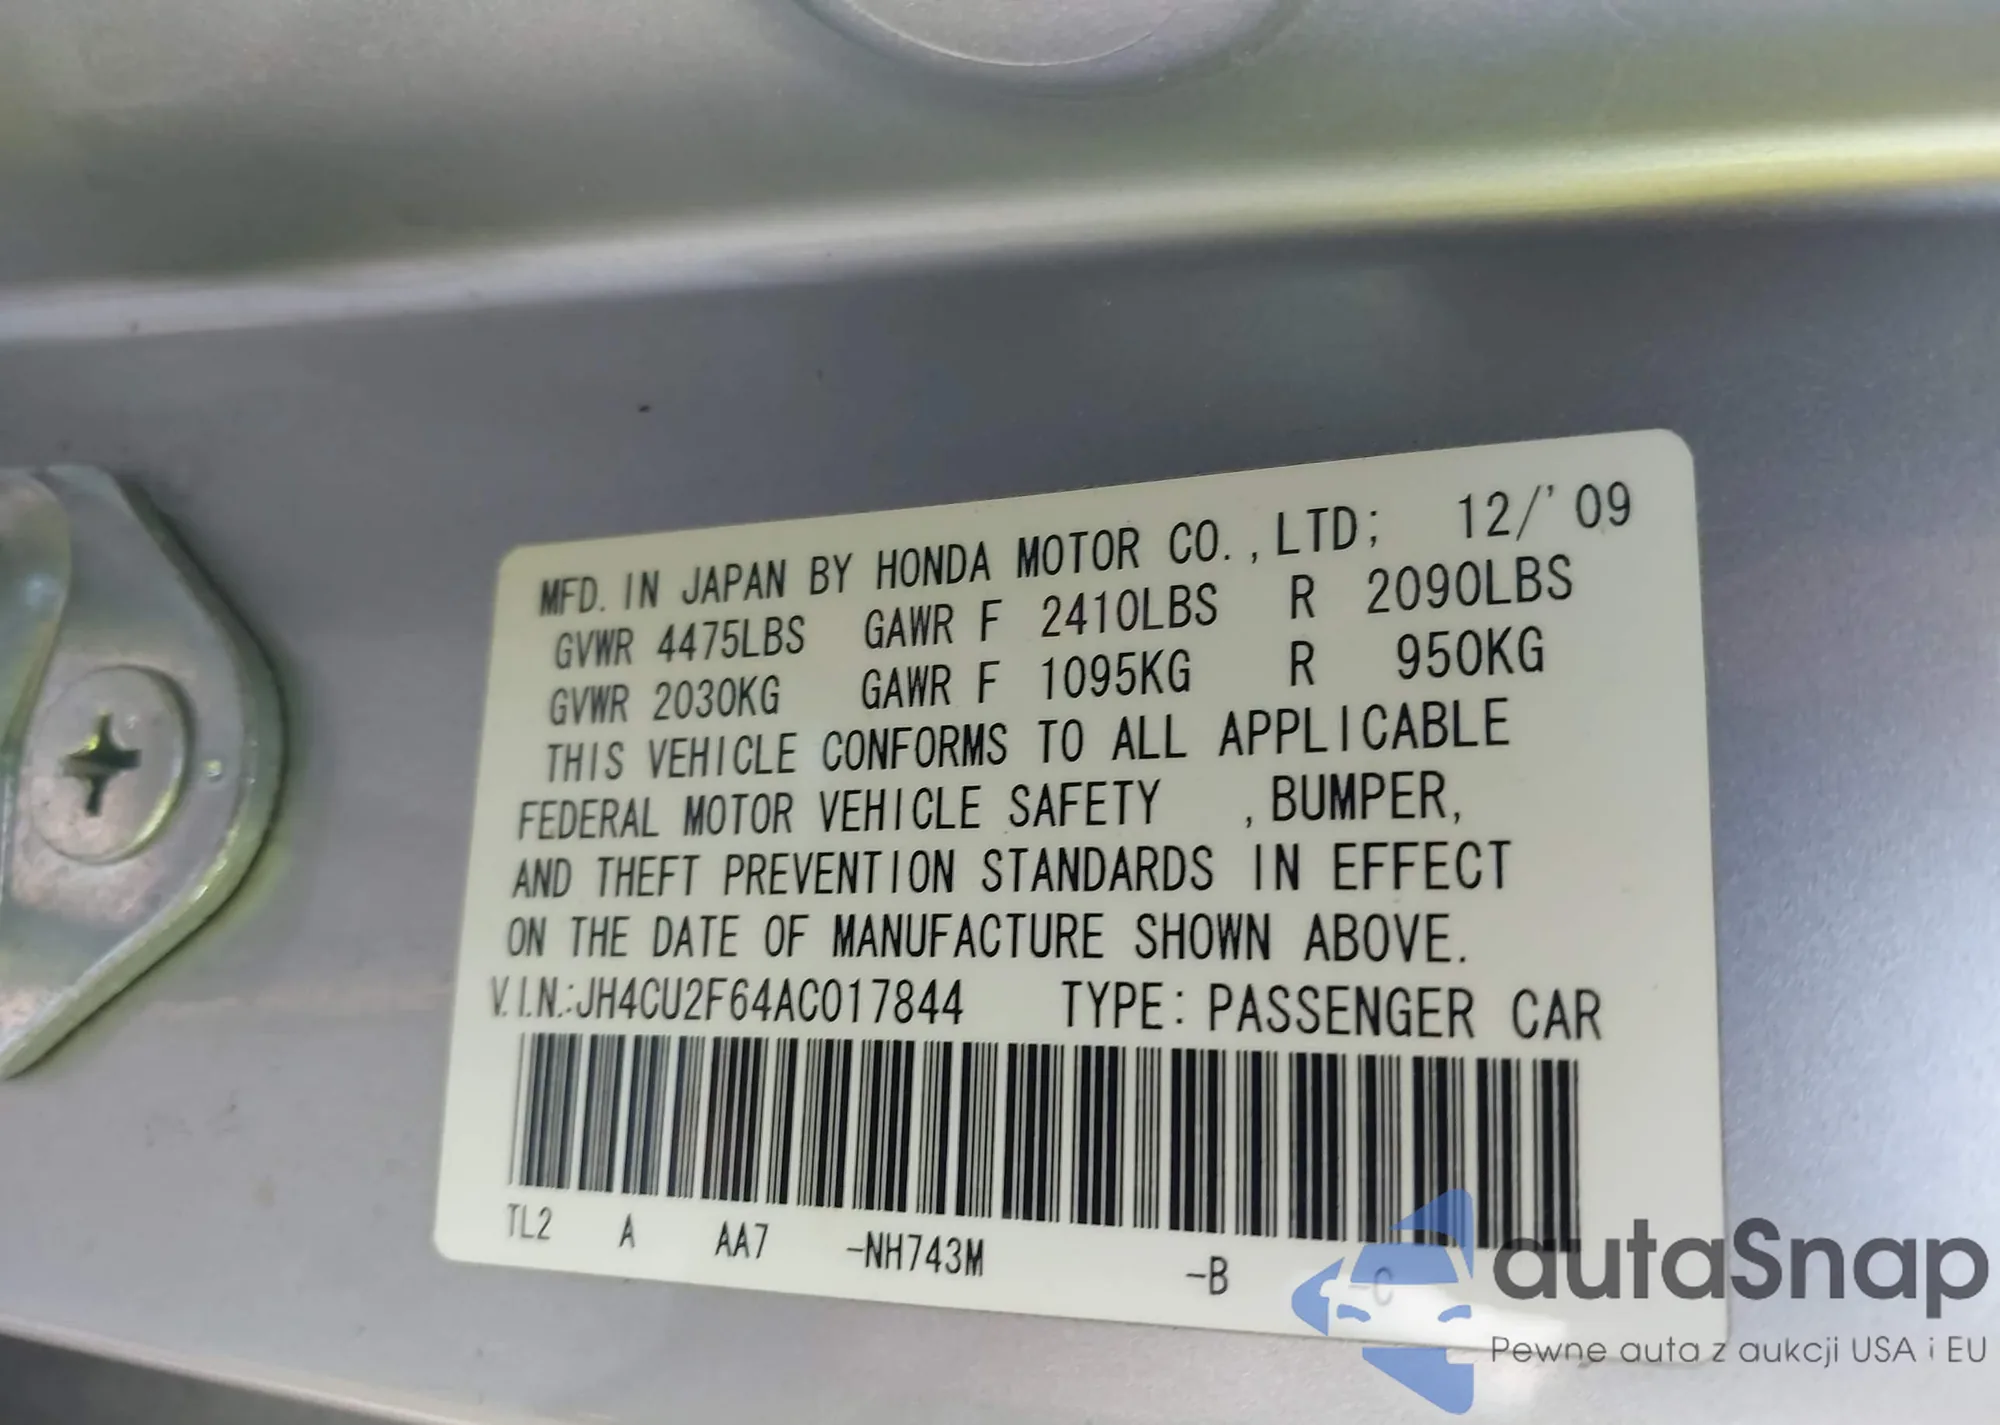 MFD. IN JAPAN BY HONDA MOTOR CO., LTD; 12/'09
GVWR 4475LBS GAWR F 2410LBS R 2090LBS
GVWR 2030KG GAWR F 1095KG R 950KG
THIS VEHICLE CONFORMS TO ALL APPLICABLE
FEDERAL MOTOR VEHICLE SAFETY , BUMPER,
AND THEFT PREVENTION STANDARDS IN EFFECT
ON THE DATE OF MANUFACTURE SHOWN ABOVE.
V.I.N.:JH4CU2F64AC017844 TYPE: PASSENGER CAR
TL2 A AA7 -NH743M -B -C
autaSnap
Pewne auta z aukcji USA i EU